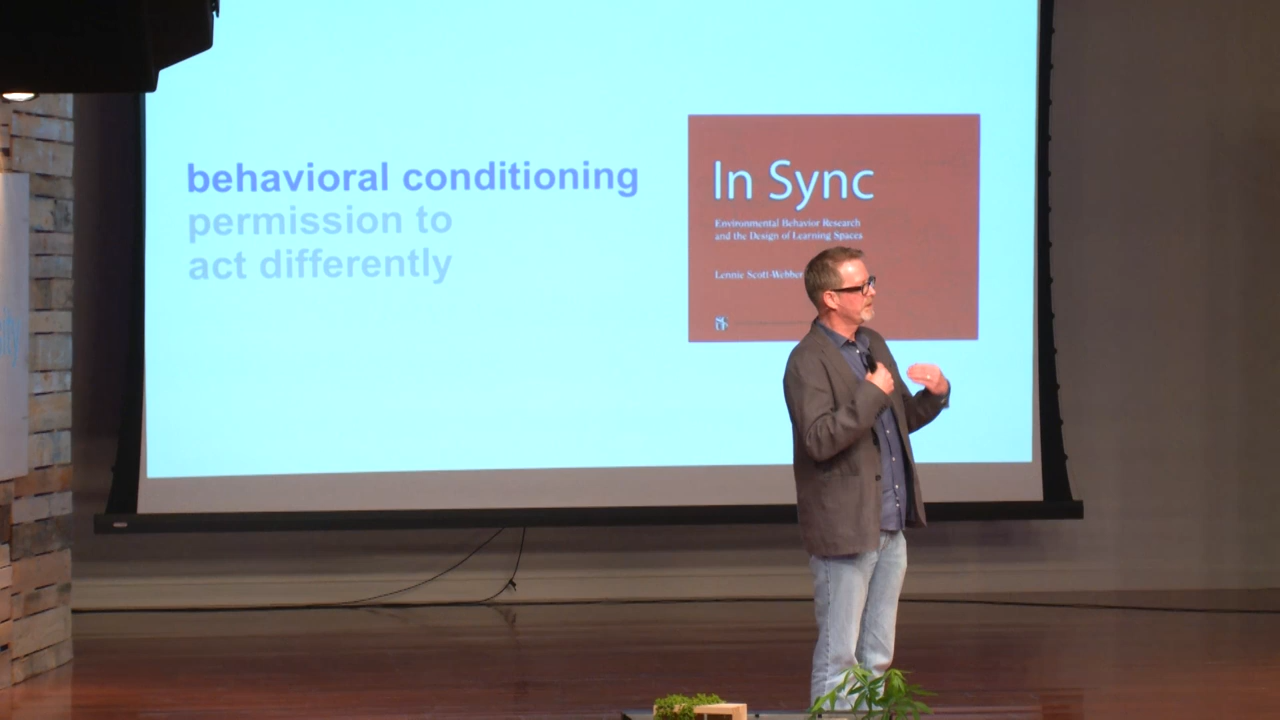 behavioral conditioning
permission to
act differently
In Sync
Environmental Behavior Research
and the Design of Learning Spaces
Lennie Scott-Webber